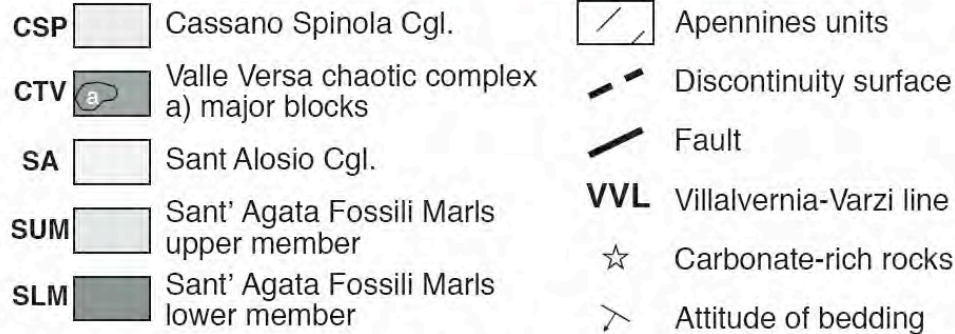 CSP Cassano Spinola Cgl.
CTV Valle Versa chaotic complex
a a) major blocks
SA Sant Alosio Cgl.
SUM Sant' Agata Fossili Marls
upper member
SLM Sant' Agata Fossili Marls
lower member
Apennines units
Discontinuity surface
Fault
VVL Villalvernia-Varzi line
Carbonate-rich rocks
Attitude of bedding